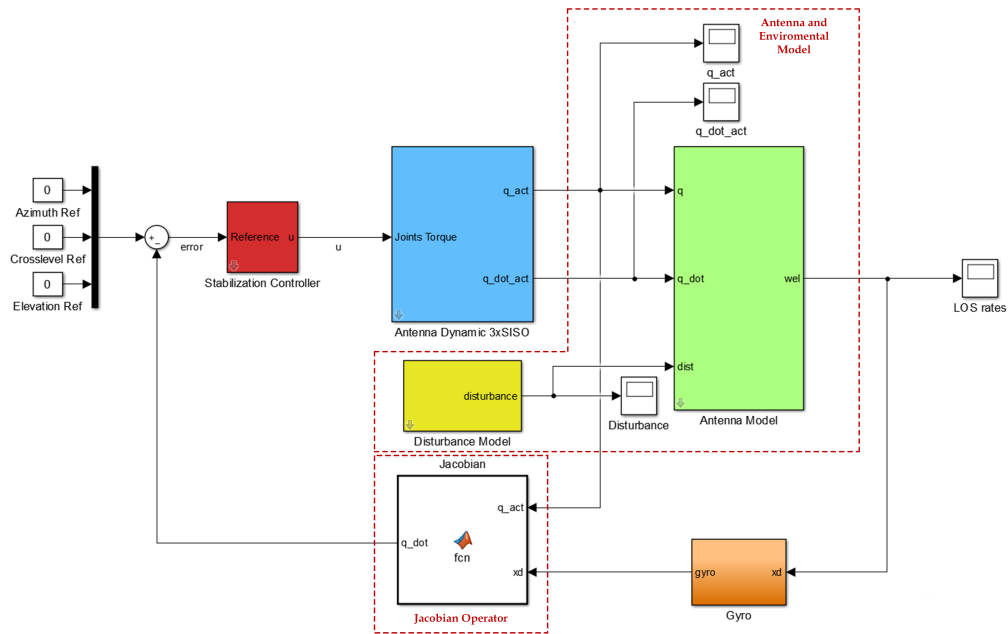 Antenna and
Enviromental
Model
q_act
q_dot_act
0
Azimuth Ref
0
Crosslevel Ref
0
Elevation Ref
+
−
error
Reference
u
Stabilization Controller
u
Joints Torque
q_act
q_dot_act
Antenna Dynamic 3xSISO
q
q_dot
dist
wel
Antenna Model
LOS rates
disturbance
Disturbance Model
Disturbance
Jacobian
q_act
q_dot
fcn
xd
Jacobian Operator
gyro
xd
Gyro